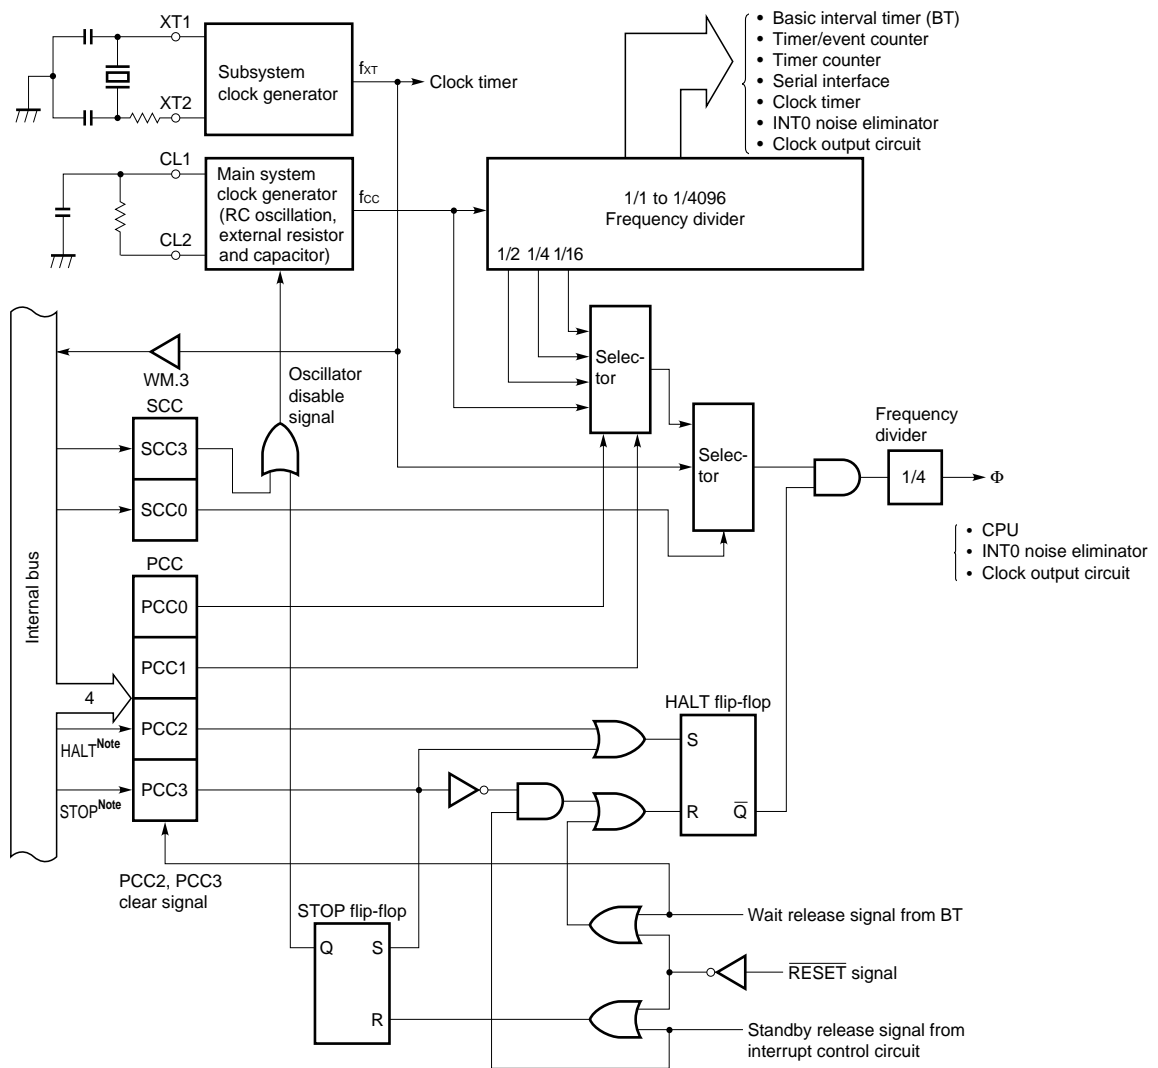 XT1
XT2
Subsystem
clock generator
fXT
Clock timer
• Basic interval timer (BT)
• Timer/event counter
• Timer counter
• Serial interface
• Clock timer
• INT0 noise eliminator
• Clock output circuit
CL1
CL2
Main system
clock generator
(RC oscillation,
external resistor
and capacitor)
fCC
1/1 to 1/4096
Frequency divider
1/2 1/4 1/16
Selec-
tor
WM.3
Oscillator
disable
signal
SCC
SCC3
SCC0
Selec-
tor
Frequency
divider
1/4
Φ
• CPU
• INT0 noise eliminator
• Clock output circuit
Internal bus
PCC
PCC0
PCC1
4
PCC2
HALT Note
PCC3
STOP Note
HALT flip-flop
S
R
Q̅
PCC2, PCC3
clear signal
STOP flip-flop
Q
S
R
Wait release signal from BT
R̅E̅S̅E̅T̅ signal
Standby release signal from
interrupt control circuit